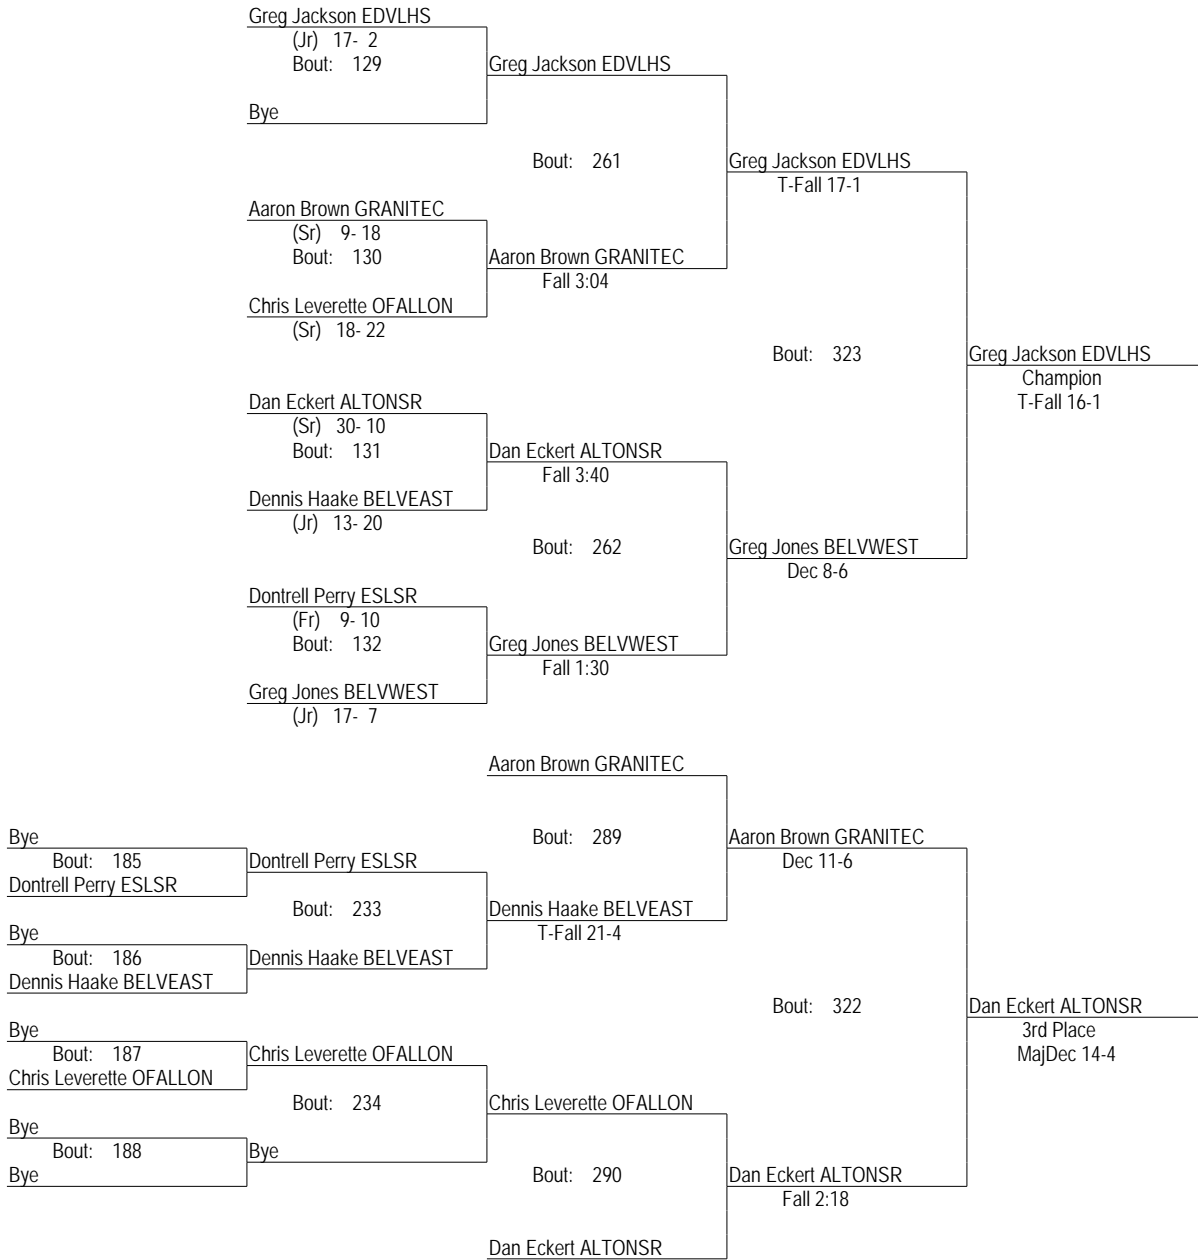 Greg Jackson EDVLHS
(Jr) 17- 2
Bout: 129
Greg Jackson EDVLHS
Bye
Bout: 261
Greg Jackson EDVLHS
T-Fall 17-1
Aaron Brown GRANITEC
(Sr) 9- 18
Bout: 130
Aaron Brown GRANITEC
Fall 3:04
Chris Leverette OFALLON
(Sr) 18- 22
Bout: 323
Greg Jackson EDVLHS
Champion
T-Fall 16-1
Dan Eckert ALTONSR
(Sr) 30- 10
Bout: 131
Dan Eckert ALTONSR
Fall 3:40
Dennis Haake BELVEAST
(Jr) 13- 20
Bout: 262
Greg Jones BELVWEST
Dec 8-6
Dontrell Perry ESLSR
(Fr) 9- 10
Bout: 132
Greg Jones BELVWEST
Fall 1:30
Greg Jones BELVWEST
(Jr) 17- 7
Aaron Brown GRANITEC
Bout: 289
Aaron Brown GRANITEC
Dec 11-6
Bye
Bout: 185
Dontrell Perry ESLSR
Dontrell Perry ESLSR
Bout: 233
Dennis Haake BELVEAST
T-Fall 21-4
Bye
Bout: 186
Dennis Haake BELVEAST
Dennis Haake BELVEAST
Bout: 322
Dan Eckert ALTONSR
3rd Place
MajDec 14-4
Bye
Bout: 187
Chris Leverette OFALLON
Chris Leverette OFALLON
Bout: 234
Chris Leverette OFALLON
Bye
Bout: 188
Bye
Bye
Bout: 290
Dan Eckert ALTONSR
Fall 2:18
Dan Eckert ALTONSR